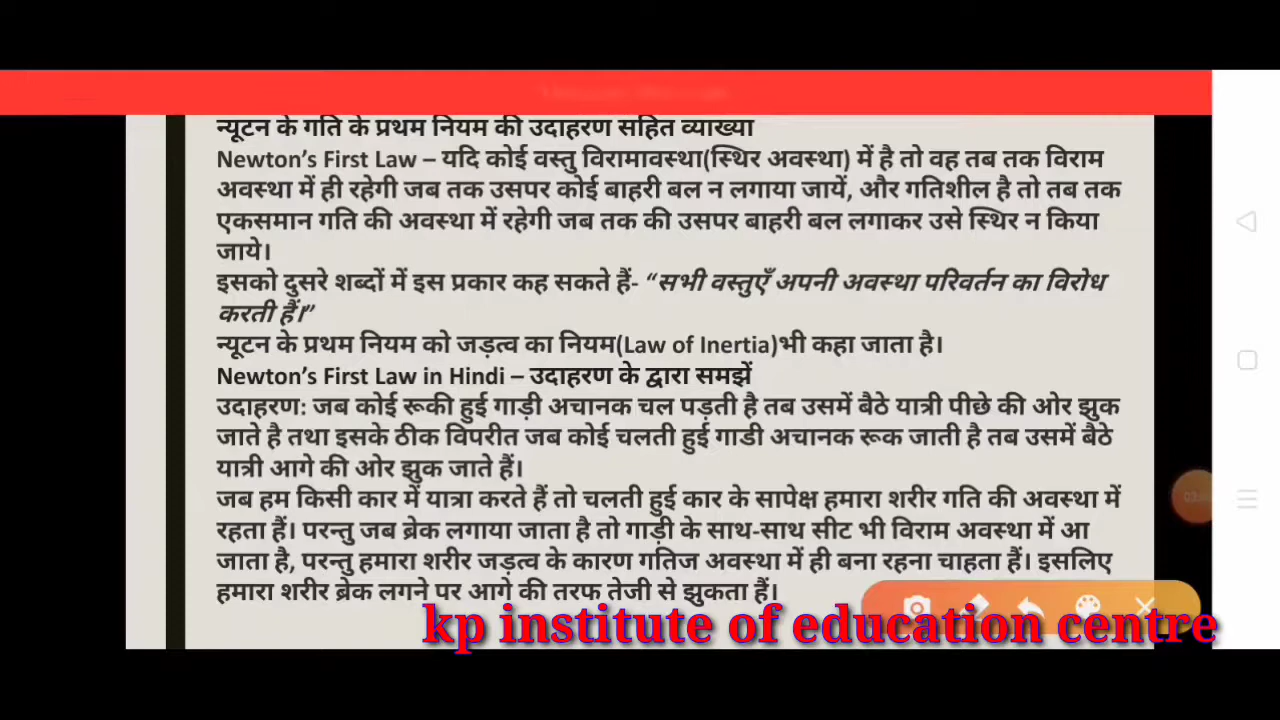 न्यूटन के गति के प्रथम नियम की उदाहरण सहित व्याख्या
Newton's First Law – यदि कोई वस्तु विरामावस्था(स्थिर अवस्था) में है तो वह तब तक विराम
अवस्था में ही रहेगी जब तक उसपर कोई बाहरी बल न लगाया जायें, और गतिशील है तो तब तक
एकसमान गति की अवस्था में रहेगी जब तक की उसपर बाहरी बल लगाकर उसे स्थिर न किया
जाये।
इसको दुसरे शब्दों में इस प्रकार कह सकते हैं- “सभी वस्तुएँ अपनी अवस्था परिवर्तन का विरोध
करती हैं।”
न्यूटन के प्रथम नियम को जड़त्व का नियम(Law of Inertia)भी कहा जाता है।
Newton's First Law in Hindi – उदाहरण के द्वारा समझें
उदाहरण: जब कोई रूकी हुई गाड़ी अचानक चल पड़ती है तब उसमें बैठे यात्री पीछे की ओर झुक
जाते है तथा इसके ठीक विपरीत जब कोई चलती हुई गाडी अचानक रूक जाती है तब उसमें बैठे
यात्री आगे की ओर झुक जाते हैं।
जब हम किसी कार में यात्रा करते हैं तो चलती हुई कार के सापेक्ष हमारा शरीर गति की अवस्था में
रहता हैं। परन्तु जब ब्रेक लगाया जाता है तो गाड़ी के साथ-साथ सीट भी विराम अवस्था में आ
जाता है, परन्तु हमारा शरीर जड़त्व के कारण गतिज अवस्था में ही बना रहना चाहता हैं। इसलिए
हमारा शरीर ब्रेक लगने पर आगे की तरफ तेजी से झुकता हैं।
kp institute of education centre